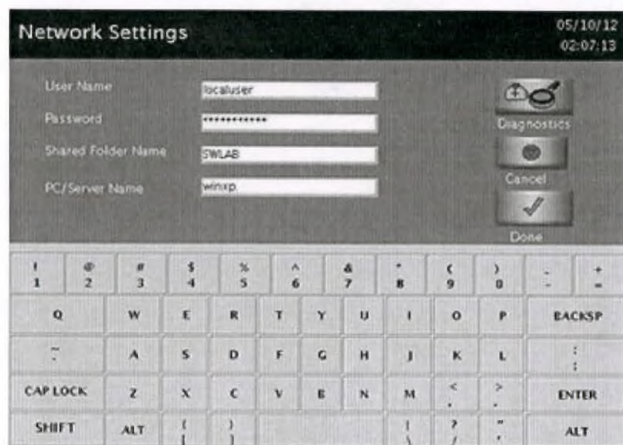 Network Settings
05/10/12
02:07:13
User Name
localuser
Password
***********
Shared Folder Name
SWLAB
PC/Server Name
winxp
Diagnostics
Cancel
Done
! @ # $ % ^ & * ( ) - +
1 2 3 4 5 6 7 8 9 0 - =
Q W E R T Y U I O P BACKSP
~ A S D F G H J K L :
;
CAP LOCK Z X C V B N M < > ENTER
SHIFT ALT { } | ? " ALT
[ ] \ /